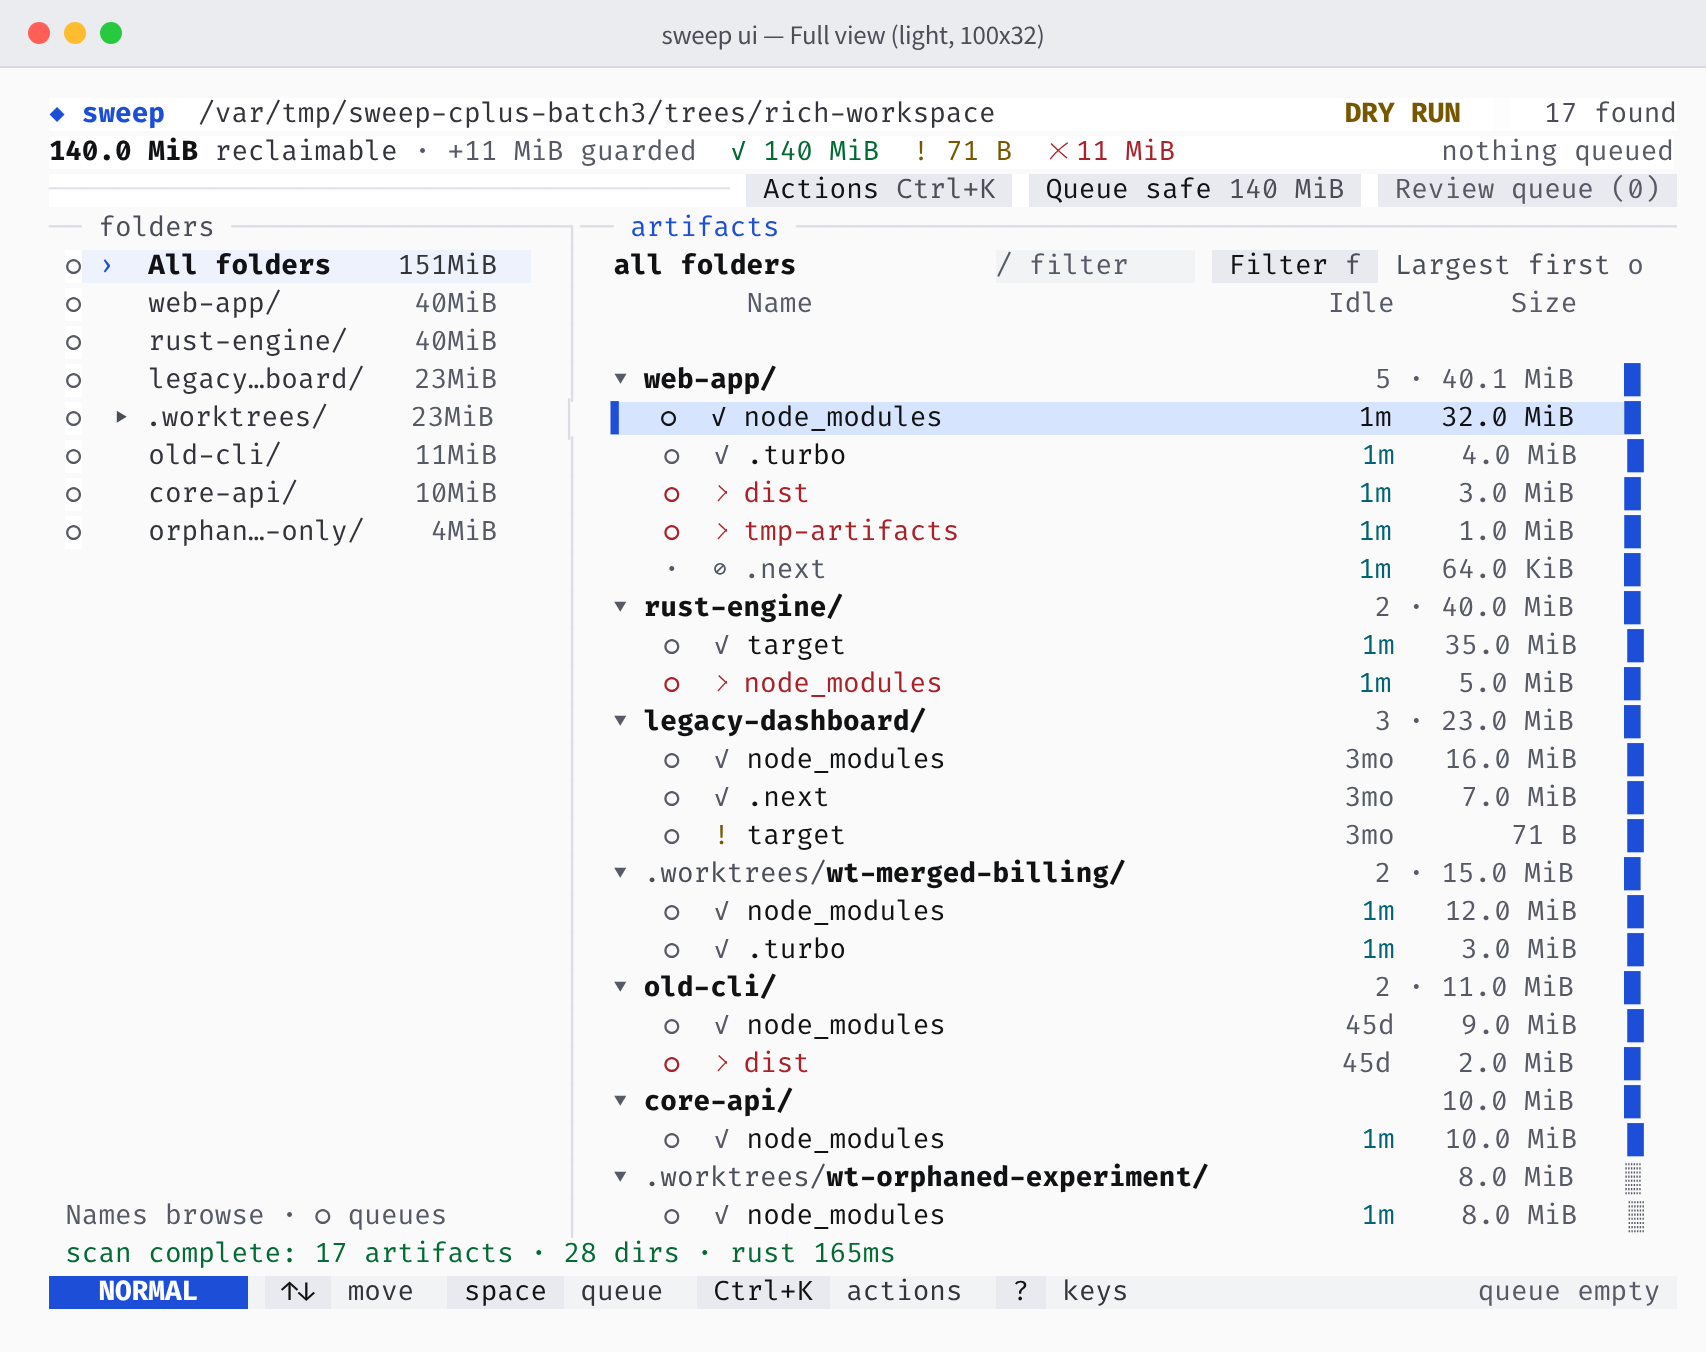 sweep ui — Full view (light, 100x32)
◆ sweep /var/tmp/sweep-cplus-batch3/trees/rich-workspace DRY RUN 17 found
140.0 MiB reclaimable · +11 MiB guarded √ 140 MiB ! 71 B ✕ 11 MiB nothing queued
Actions Ctrl+K Queue safe 140 MiB Review queue (0)
folders
○ › All folders 151MiB
○ web-app/ 40MiB
○ rust-engine/ 40MiB
○ legacy…board/ 23MiB
○ ▶ .worktrees/ 23MiB
○ old-cli/ 11MiB
○ core-api/ 10MiB
○ orphan…-only/ 4MiB
Names browse · ○ queues
artifacts
all folders / filter Filter f Largest first o
Name Idle Size
▼ web-app/ 5 · 40.1 MiB
○ √ node_modules 1m 32.0 MiB
○ √ .turbo 1m 4.0 MiB
○ > dist 1m 3.0 MiB
○ > tmp-artifacts 1m 1.0 MiB
· ⊘ .next 1m 64.0 KiB
▼ rust-engine/ 2 · 40.0 MiB
○ √ target 1m 35.0 MiB
○ > node_modules 1m 5.0 MiB
▼ legacy-dashboard/ 3 · 23.0 MiB
○ √ node_modules 3mo 16.0 MiB
○ √ .next 3mo 7.0 MiB
○ ! target 3mo 71 B
▼ .worktrees/wt-merged-billing/ 2 · 15.0 MiB
○ √ node_modules 1m 12.0 MiB
○ √ .turbo 1m 3.0 MiB
▼ old-cli/ 2 · 11.0 MiB
○ √ node_modules 45d 9.0 MiB
○ > dist 45d 2.0 MiB
▼ core-api/ 10.0 MiB
○ √ node_modules 1m 10.0 MiB
▼ .worktrees/wt-orphaned-experiment/ 8.0 MiB
○ √ node_modules 1m 8.0 MiB
scan complete: 17 artifacts · 28 dirs · rust 165ms
NORMAL ↑↓ move space queue Ctrl+K actions ? keys queue empty